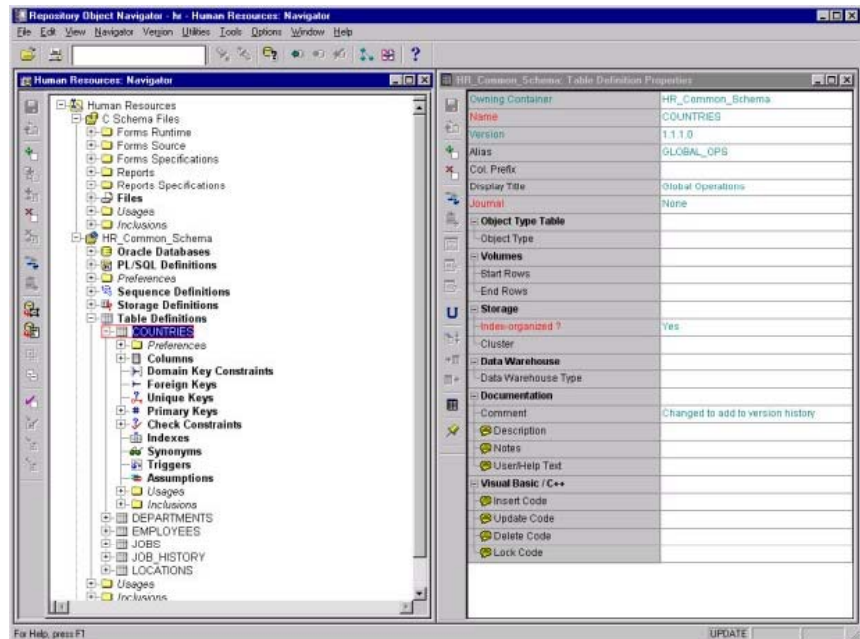 Repository Object Navigator - hr - Human Resources: Navigator
File Edit View Navigator Version Utilities Tools Options Window Help
Human Resources: Navigator
Human Resources
C Schema Files
Forms Runtime
Forms Source
Forms Specifications
Reports
Reports Specifications
Files
Usages
Inclusions
HR_Common_Schema
Oracle Databases
PL/SQL Definitions
Preferences
Sequence Definitions
Storage Definitions
Table Definitions
COUNTRIES
Preferences
Columns
Domain Key Constraints
Foreign Keys
Unique Keys
Primary Keys
Check Constraints
Indexes
Synonyms
Triggers
Assumptions
Usages
Inclusions
DEPARTMENTS
EMPLOYEES
JOBS
JOB_HISTORY
LOCATIONS
Usages
Inclusions
HR_Common_Schema: Table Definition Properties
Owning Container HR_Common_Schema
Name COUNTRIES
Version 1.1.1.0
Alias GLOBAL_OPS
Col. Prefix
Display Title Global Operations
Journal None
Object Type Table
Object Type
Volumes
Start Rows
End Rows
Storage
Index-organized ? Yes
Cluster
Data Warehouse
Data Warehouse Type
Documentation
Comment Changed to add to version history
Description
Notes
User/Help Text
Visual Basic / C++
Insert Code
Update Code
Delete Code
Lock Code
For Help, press F1
UPDATE